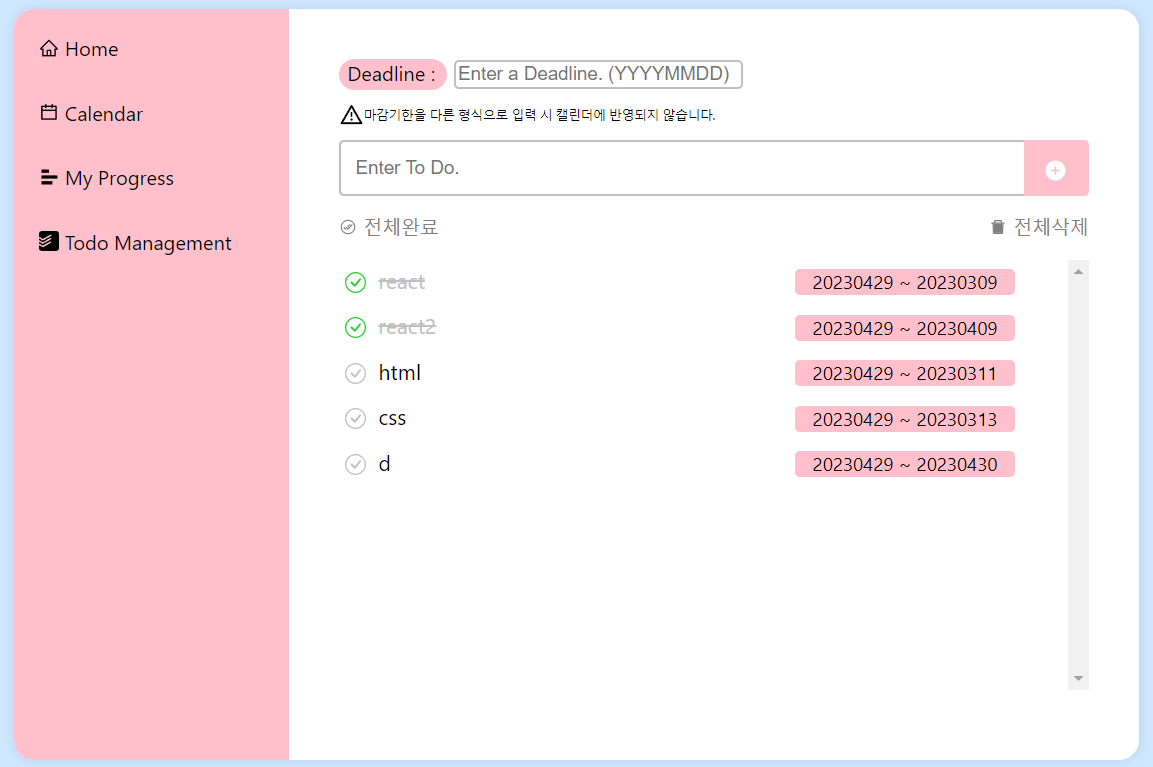 Home
Calendar
My Progress
Todo Management
Deadline :
Enter a Deadline. (YYYYMMDD)
마감기한을 다른 형식으로 입력 시 캘린더에 반영되지 않습니다.
Enter To Do.
전체완료 전체삭제
react 20230429 ~ 20230309
react2 20230429 ~ 20230409
html 20230429 ~ 20230311
css 20230429 ~ 20230313
d 20230429 ~ 20230430